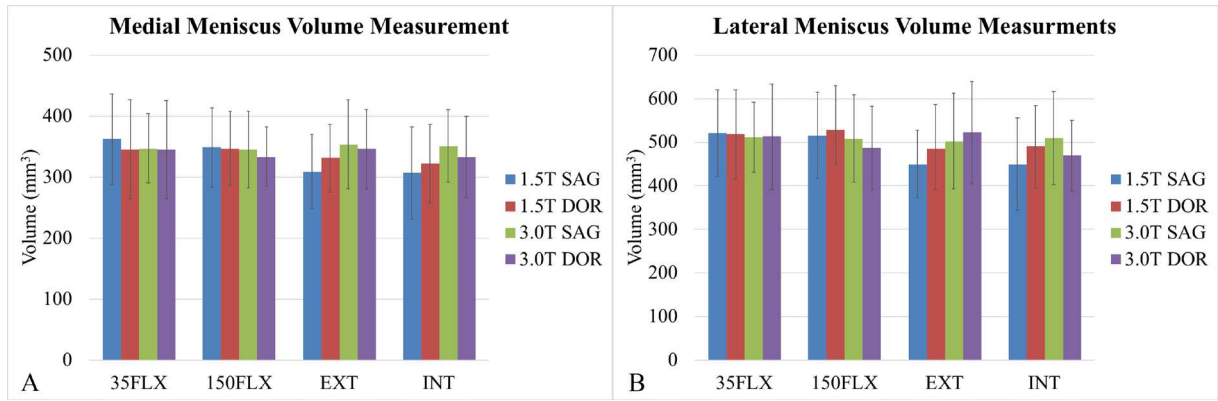 Medial Meniscus Volume Measurement
500
400
300
200
100
0
Volume (mm³)
35FLX 150FLX EXT INT
1.5T SAG
1.5T DOR
3.0T SAG
3.0T DOR
A
Lateral Meniscus Volume Measurments
700
600
500
400
300
200
100
0
Volume (mm³)
35FLX 150FLX EXT INT
1.5T SAG
1.5T DOR
3.0T SAG
3.0T DOR
B